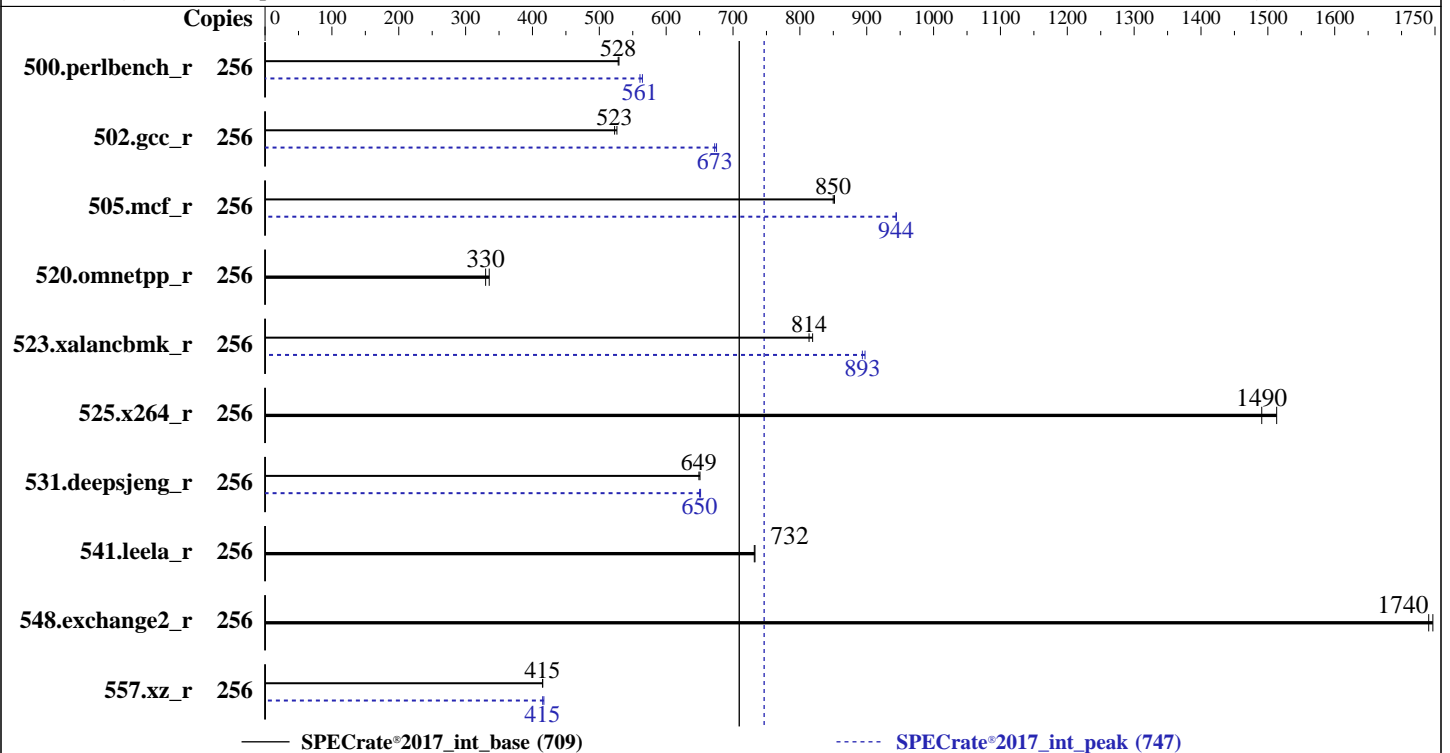 Copies 0 100 200 300 400 500 600 700 800 900 1000 1100 1200 1300 1400 1500 1600 1750
528
500.perlbench_r 256
561
523
502.gcc_r 256
673
850
505.mcf_r 256
944
330
520.omnetpp_r 256
814
523.xalancbmk_r 256
893
1490
525.x264_r 256
649
531.deepsjeng_r 256
650
732
541.leela_r 256
1740
548.exchange2_r 256
415
557.xz_r 256
415
SPECrate®2017_int_base (709) SPECrate®2017_int_peak (747)